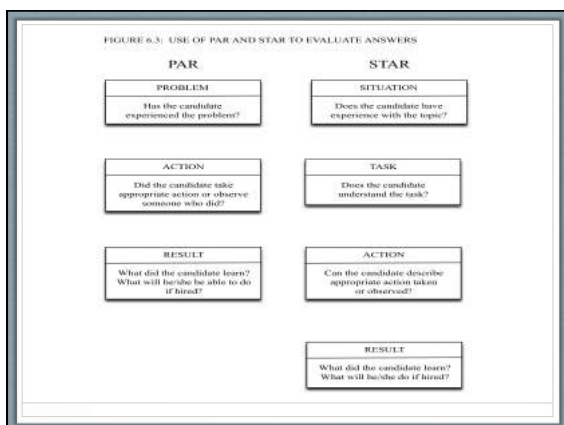 FIGURE 6.3: USE OF PAR AND STAR TO EVALUATE ANSWERS
PAR
PROBLEM
Has the candidate
experienced the problem?
ACTION
Did the candidate take
appropriate action or observe
someone who did?
RESULT
What did the candidate learn?
What will he/she be able to do
if hired?
STAR
SITUATION
Does the candidate have
experience with the topic?
TASK
Does the candidate
understand the task?
ACTION
Can the candidate describe
appropriate action taken
or observed?
RESULT
What did the candidate learn?
What will he/she do if hired?